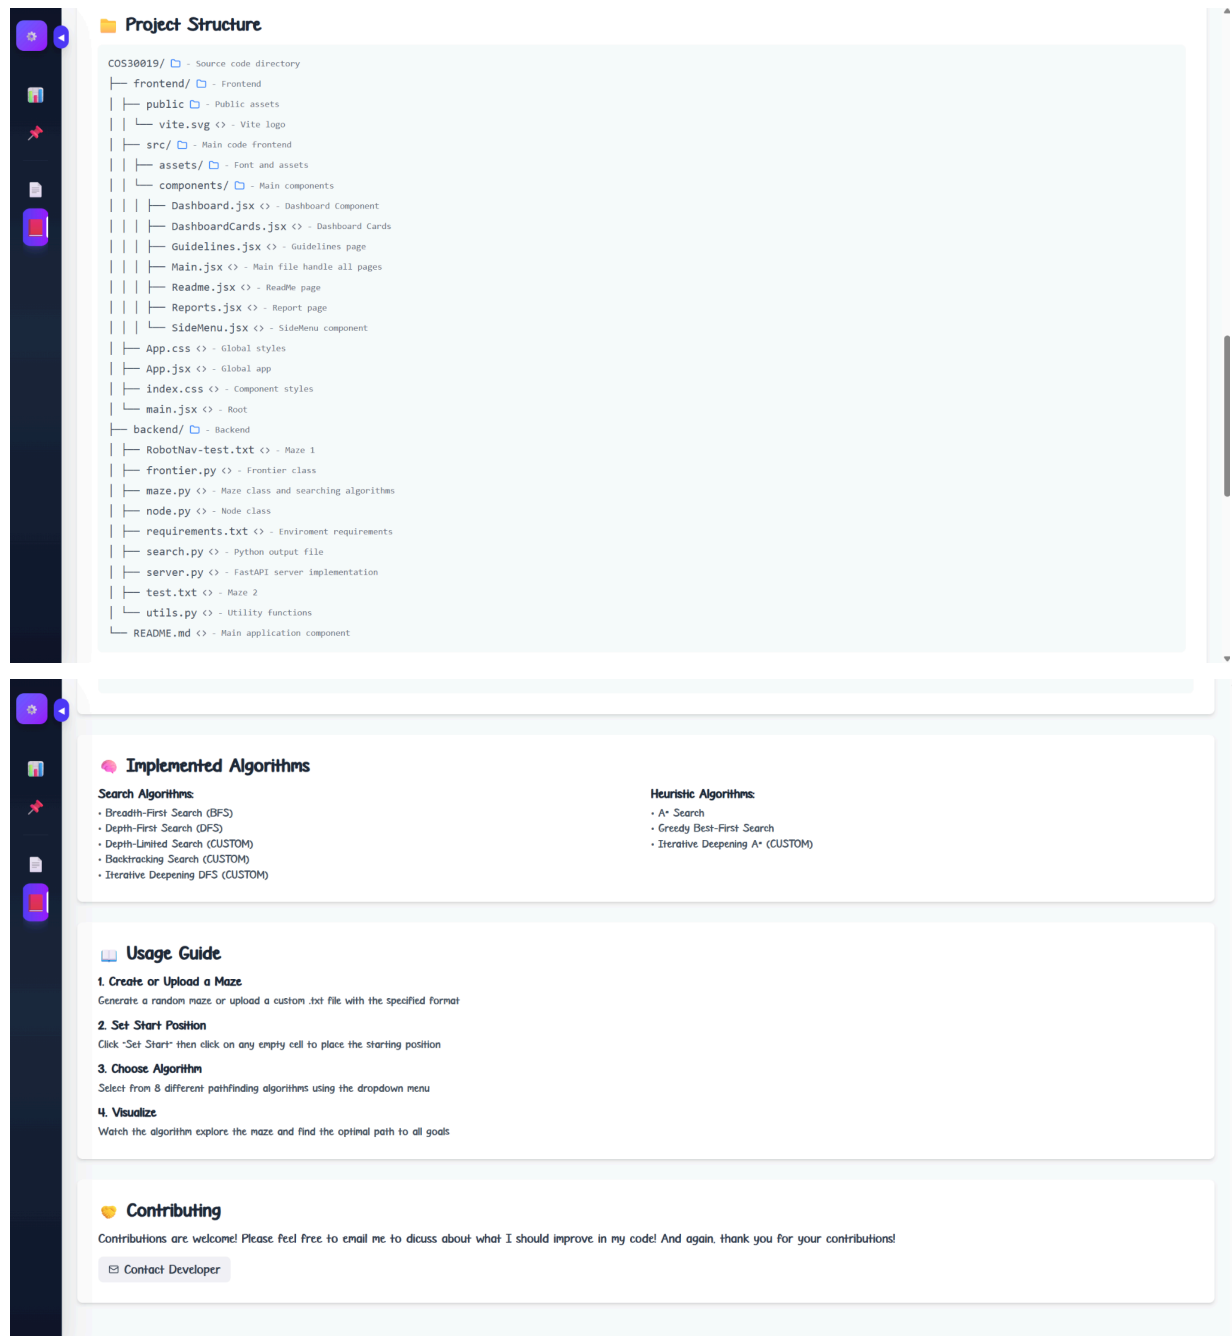 Project Structure
COS30019/ - Source code directory
├── frontend/ - Frontend
│ ├── public - Public assets
│ │ └── vite.svg <> - Vite logo
│ ├── src/ - Main code frontend
│ │ ├── assets/ - Font and assets
│ │ └── components/ - Main components
│ │ │ ├── Dashboard.jsx <> - Dashboard Component
│ │ │ ├── DashboardCards.jsx <> - Dashboard Cards
│ │ │ ├── Guidelines.jsx <> - Guidelines page
│ │ │ ├── Main.jsx <> - Main file handle all pages
│ │ │ ├── Readme.jsx <> - ReadMe page
│ │ │ ├── Reports.jsx <> - Report page
│ │ │ └── SideMenu.jsx <> - SideMenu component
│ ├── App.css <> - Global styles
│ ├── App.jsx <> - Global app
│ ├── index.css <> - Component styles
│ └── main.jsx <> - Root
├── backend/ - Backend
│ ├── RobotNav-test.txt <> - Maze 1
│ ├── frontier.py <> - Frontier class
│ ├── maze.py <> - Maze class and searching algorithms
│ ├── node.py <> - Node class
│ ├── requirements.txt <> - Enviroment requirements
│ ├── search.py <> - Python output file
│ ├── server.py <> - FastAPI server implementation
│ ├── test.txt <> - Maze 2
│ └── utils.py <> - Utility functions
└── README.md <> - Main application component
Implemented Algorithms
Search Algorithms:
• Breadth-First Search (BFS)
• Depth-First Search (DFS)
• Depth-Limited Search (CUSTOM)
• Backtracking Search (CUSTOM)
• Iterative Deepening DFS (CUSTOM)
Heuristic Algorithms:
• A* Search
• Greedy Best-First Search
• Iterative Deepening A* (CUSTOM)
Usage Guide
1. Create or Upload a Maze
Generate a random maze or upload a custom .txt file with the specified format
2. Set Start Position
Click "Set Start" then click on any empty cell to place the starting position
3. Choose Algorithm
Select from 8 different pathfinding algorithms using the dropdown menu
4. Visualize
Watch the algorithm explore the maze and find the optimal path to all goals
Contributing
Contributions are welcome! Please feel free to email me to dicuss about what I should improve in my code! And again, thank you for your contributions!
Contact Developer